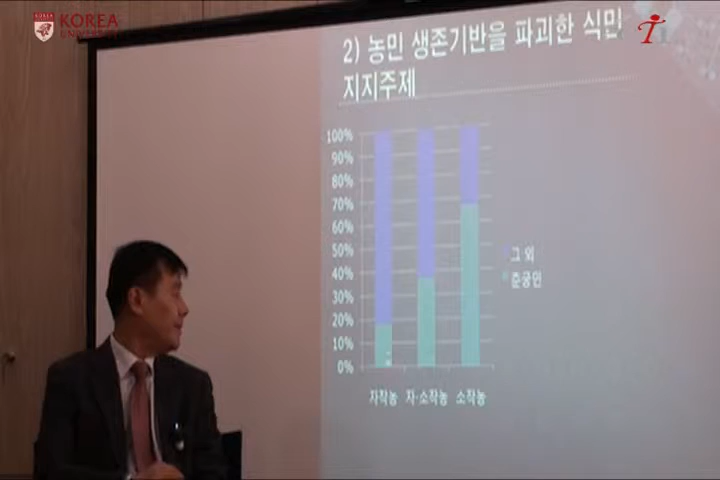 KOREA
UNIVERSITY
2) 농민 생존기반을 파괴한 식민
지지주제
100%
90%
80%
70%
60%
50%
40%
30%
20%
10%
0%
그 외
춘궁민
자작농
자·소작농
소작농